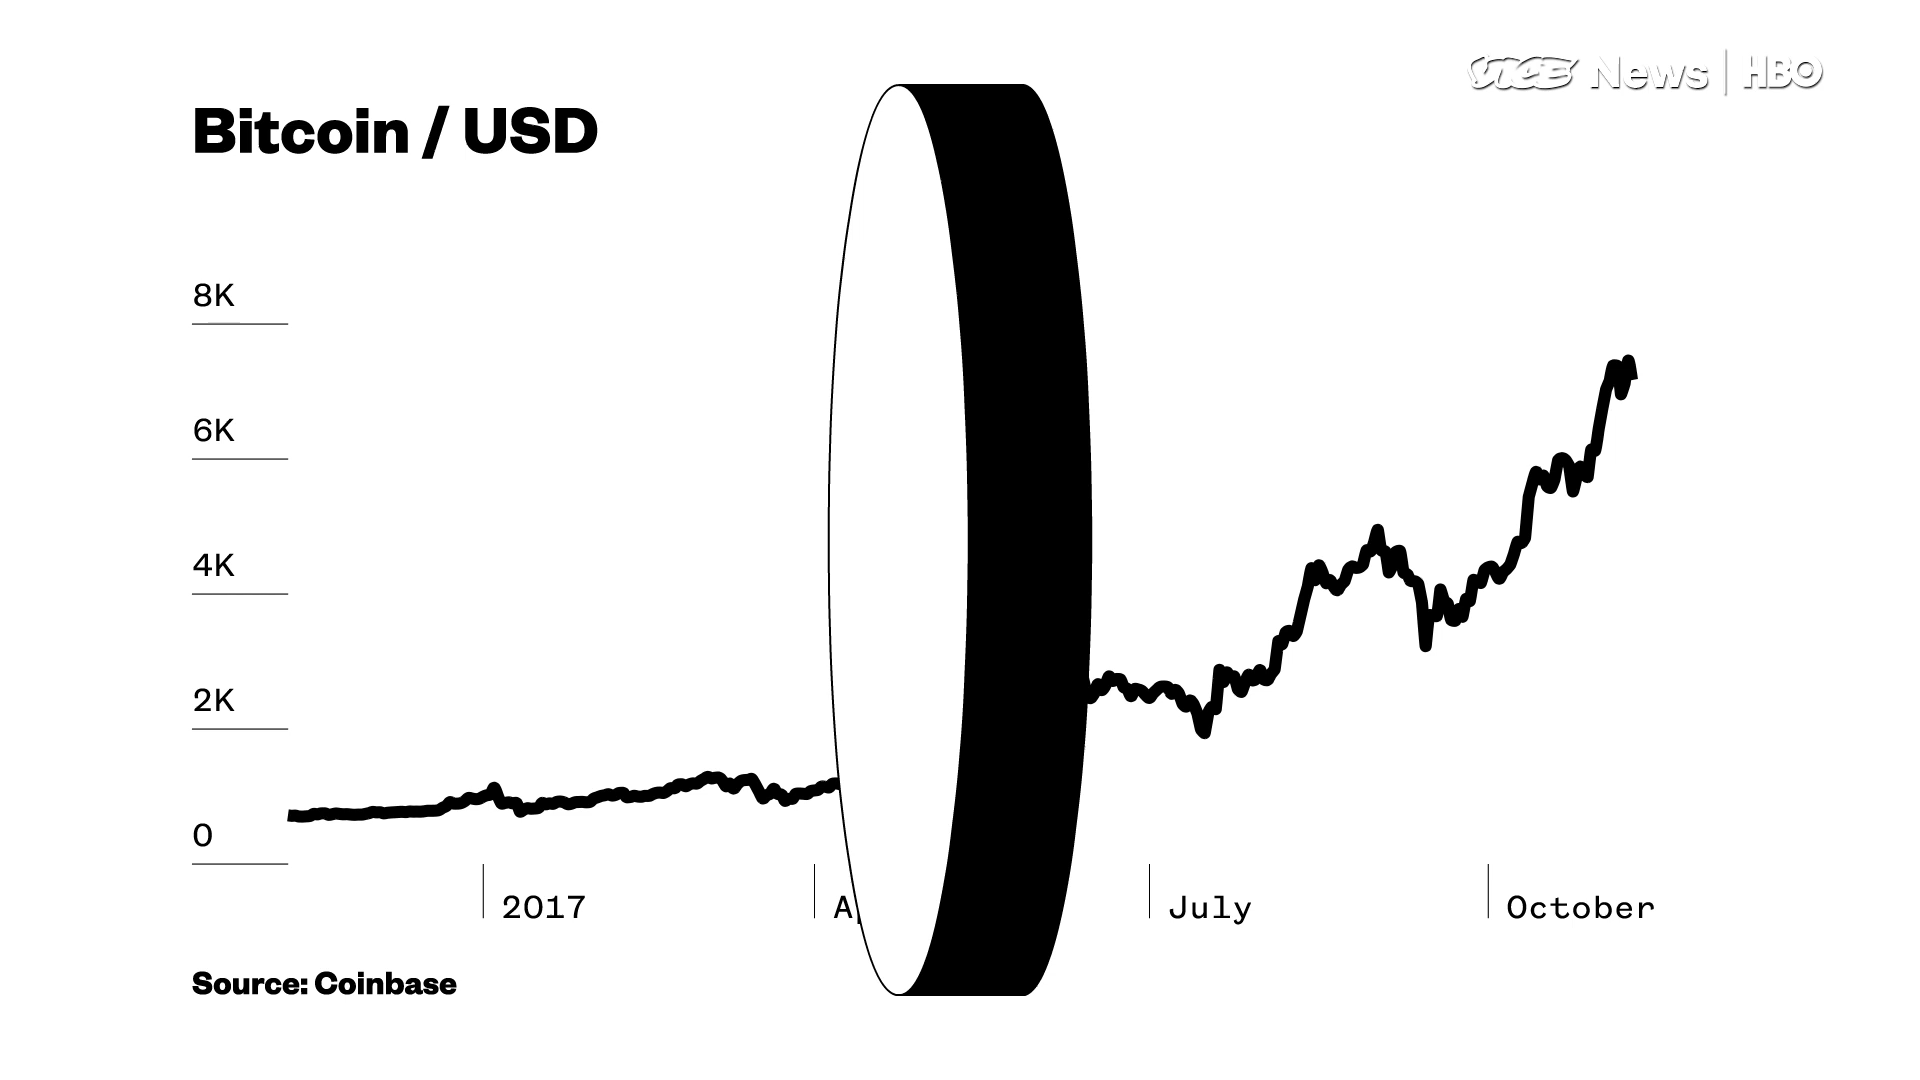 VICE News | HBO
Bitcoin / USD
8K
6K
4K
2K
0
2017
July
October
Source: Coinbase